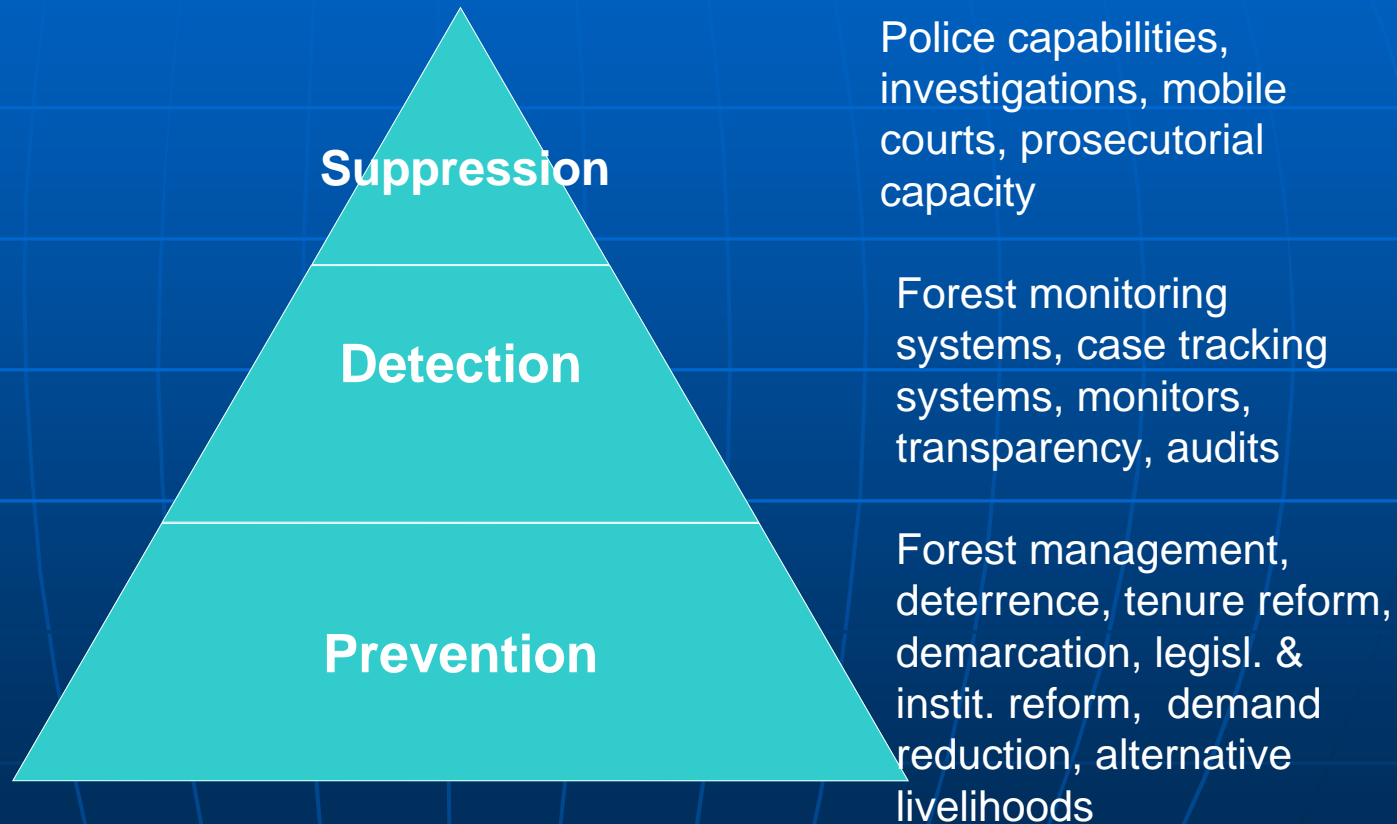 Suppression
Police capabilities,
investigations, mobile
courts, prosecutorial
capacity
Detection
Forest monitoring
systems, case tracking
systems, monitors,
transparency, audits
Prevention
Forest management,
deterrence, tenure reform,
demarcation, legisl. &
instit. reform, demand
reduction, alternative
livelihoods